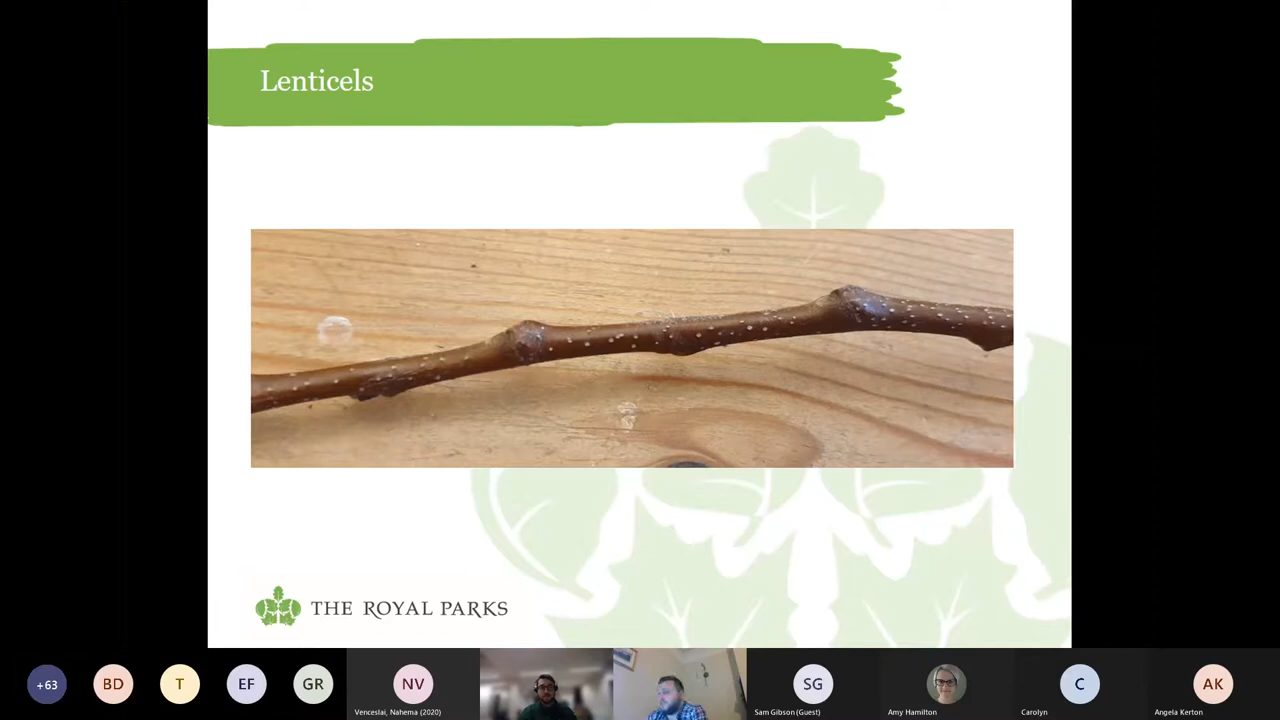 Lenticels
THE ROYAL PARKS
+63
BD
T
EF
GR
NV
SG
C
AK
Venceslai, Nahema (2020)
Sam Gibson (Guest)
Amy Hamilton
Carolyn
Angela Kerton